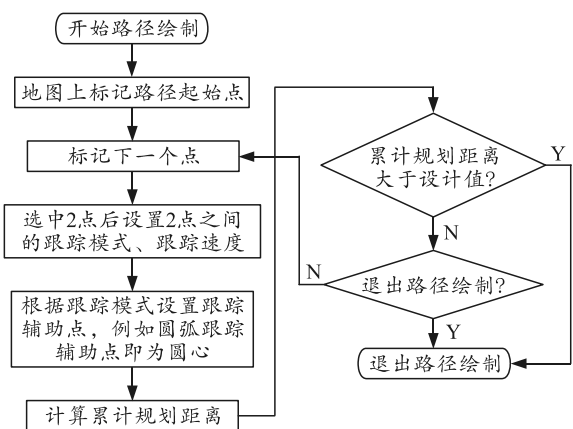 开始路径绘制
地图上标记路径起始点
标记下一个点
选中2点后设置2点之间
的跟踪模式、跟踪速度
根据跟踪模式设置跟踪
辅助点，例如圆弧跟踪
辅助点即为圆心
计算累计规划距离
累计规划距离
大于设计值?
Y
N
退出路径绘制?
N
Y
退出路径绘制